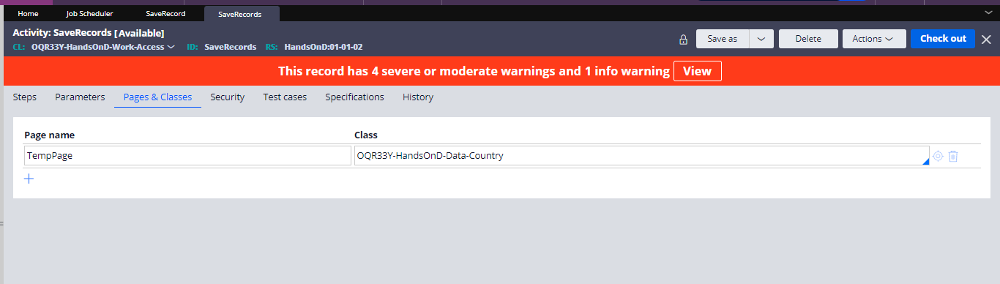 Home Job Scheduler SaveRecord SaveRecords
Activity: SaveRecords [Available]
CL: OQR33Y-HandsOnD-Work-Access ID: SaveRecords RS: HandsOnD:01-01-02
Save as Delete Actions Check out
This record has 4 severe or moderate warnings and 1 info warning View
Steps Parameters Pages & Classes Security Test cases Specifications History
Page name Class
TempPage OQR33Y-HandsOnD-Data-Country